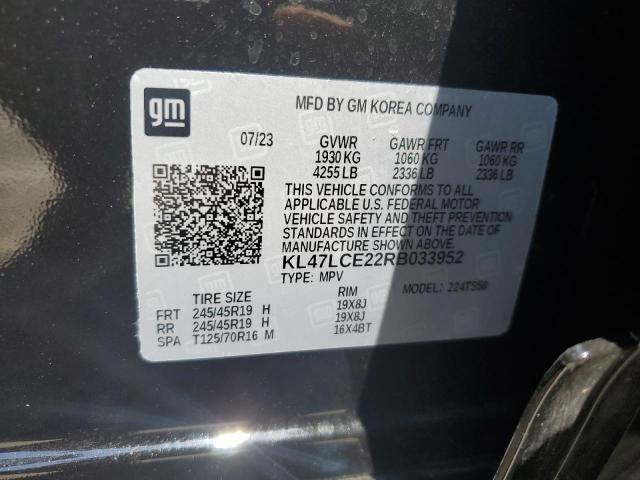 gm
MFD BY GM KOREA COMPANY
07/23 GVWR GAWR FRT GAWR RR
1930 KG 1060 KG 1060 KG
4255 LB 2336 LB 2336 LB
THIS VEHICLE CONFORMS TO ALL
APPLICABLE U.S. FEDERAL MOTOR
VEHICLE SAFETY AND THEFT PREVENTION
STANDARDS IN EFFECT ON THE DATE OF
MANUFACTURE SHOWN ABOVE.
KL47LCE22RB033952
TYPE: MPV MODEL: 224TS58
TIRE SIZE RIM
FRT 245/45R19 H 19X8J
RR 245/45R19 H 19X8J
SPA T125/70R16 M 16X4BT